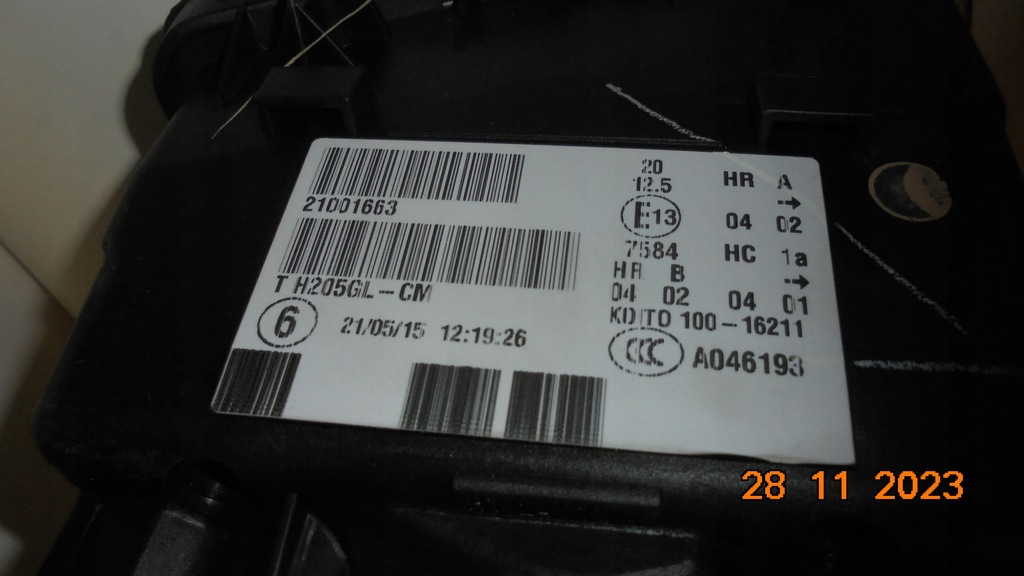 21001663
T H205GL-CM
6 21/05/15 12:19:26
20
12.5 HR A
E13 04 02
7584 HC 1a
HR B
04 02 04 01
KOITO 100-16211
CCC A046193
28 11 2023